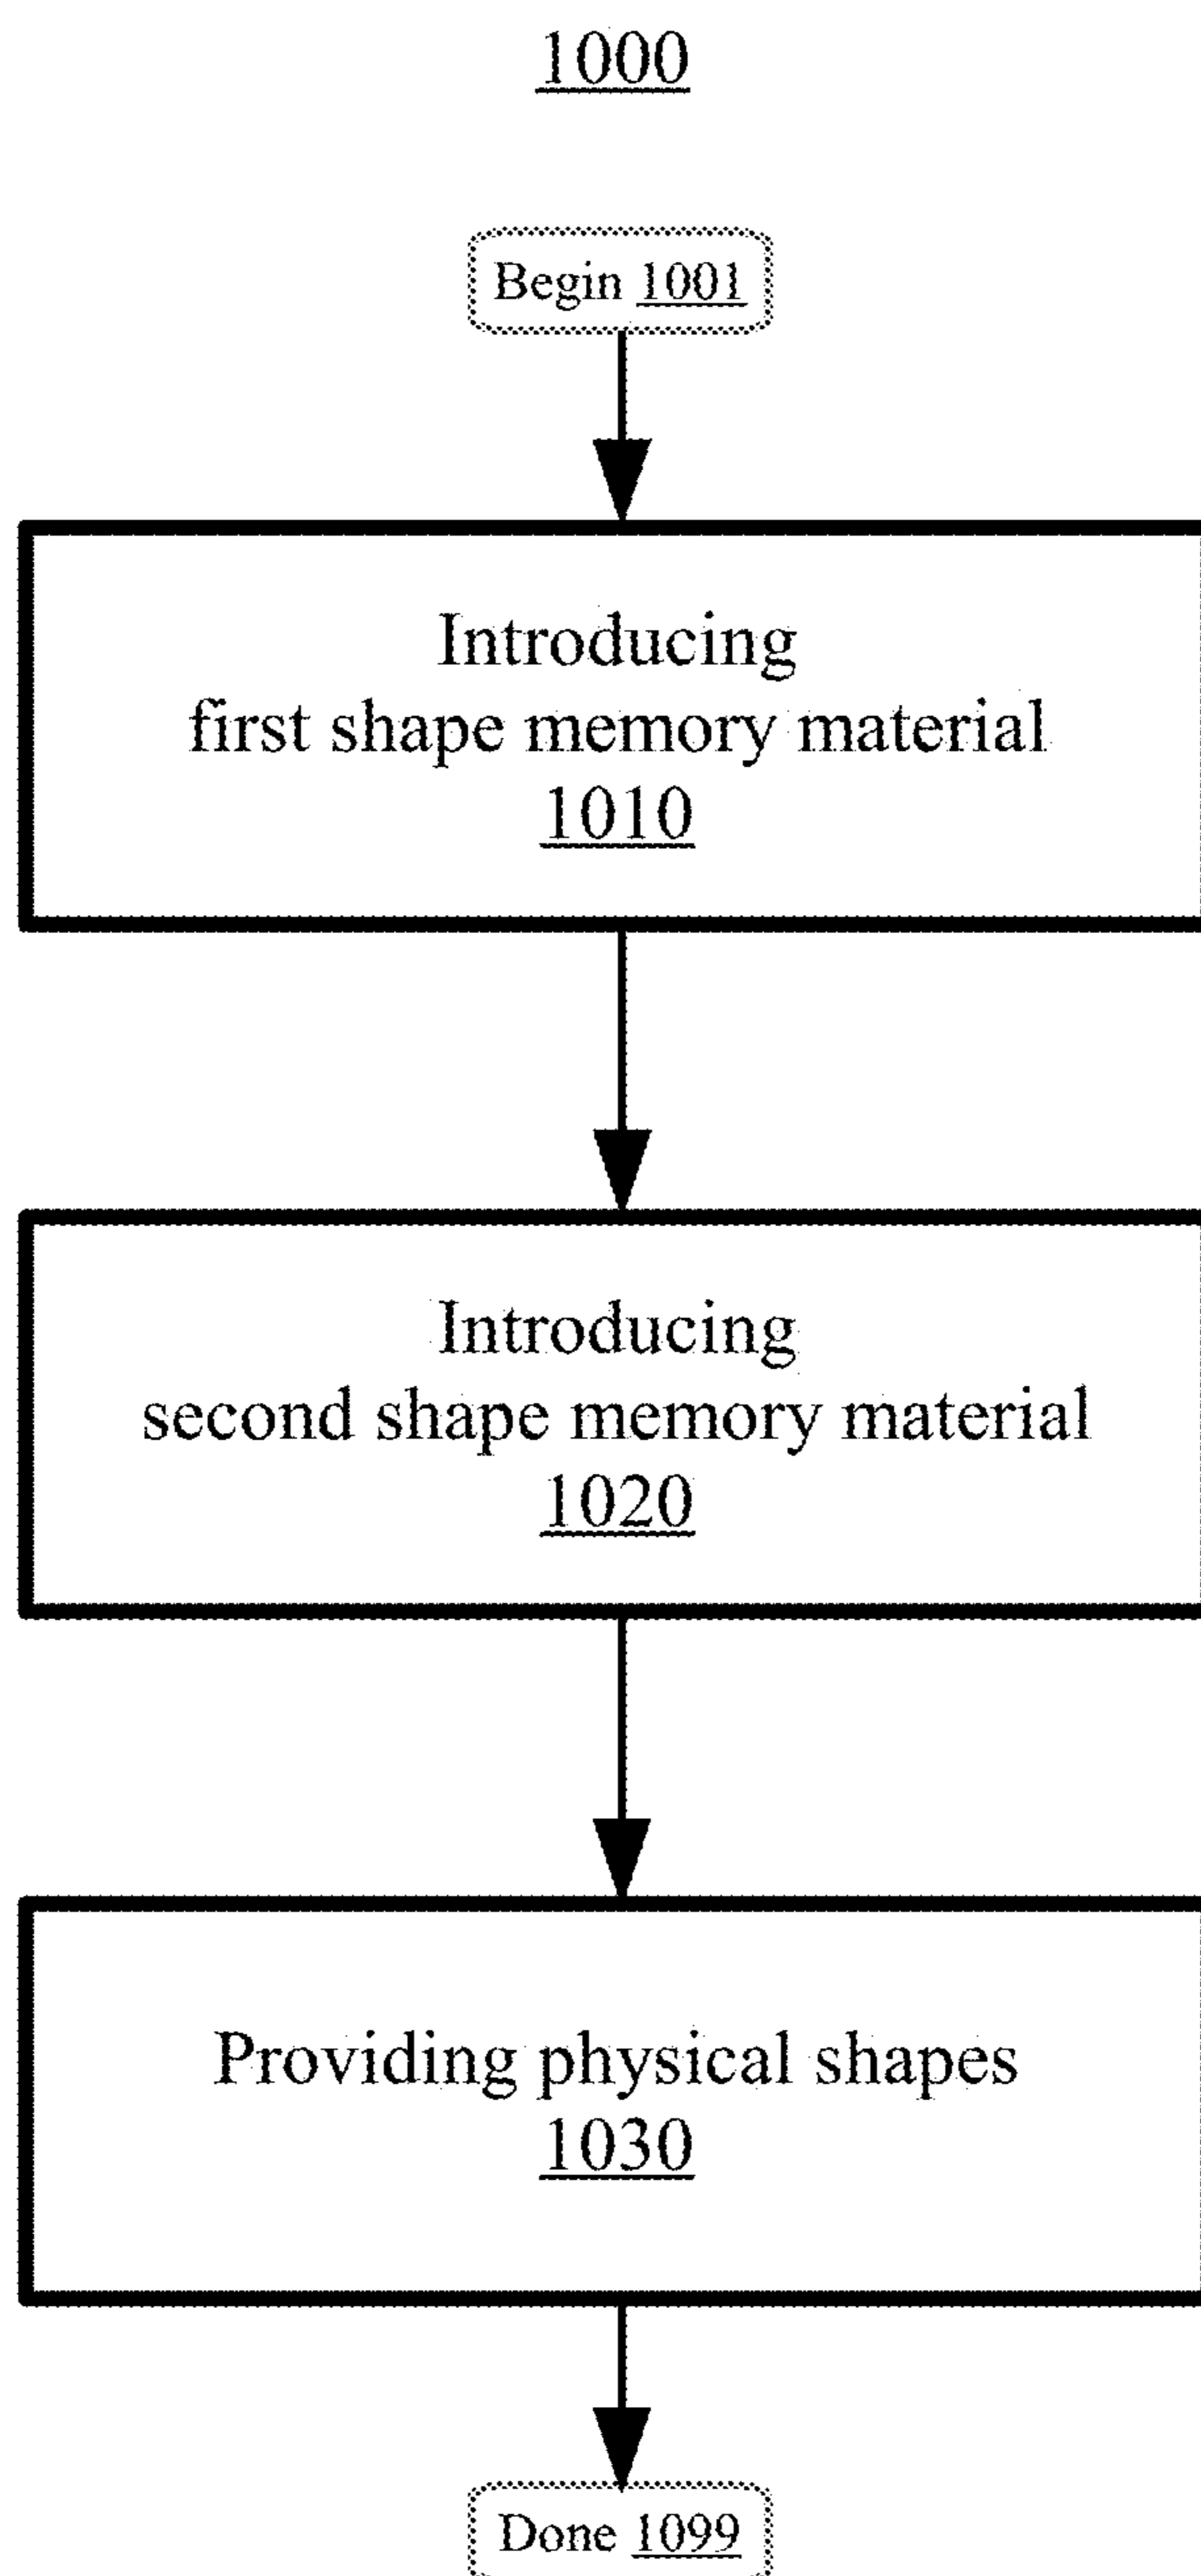 1000
Begin 1001
Introducing
first shape memory material
1010
Introducing
second shape memory material
1020
Providing physical shapes
1030
Done 1099